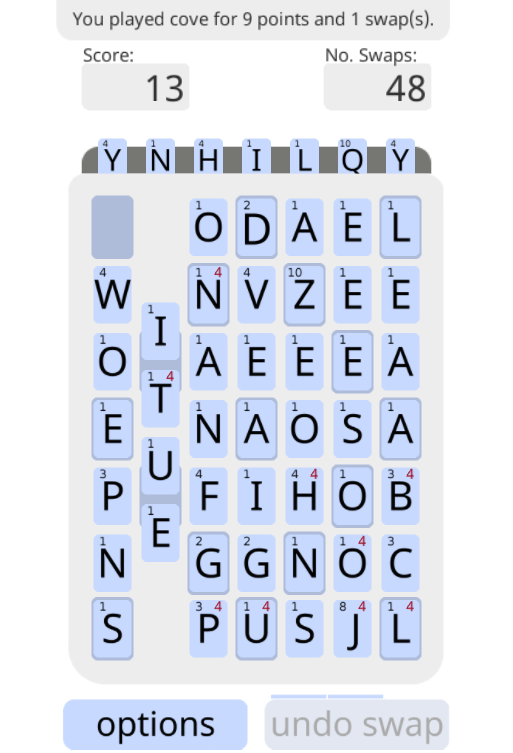 You played cove for 9 points and 1 swap(s).
Score: No. Swaps:
13 48
4 Y 1 N 4 H 1 I 1 L 10 Q 4 Y
1 O 2 D 1 A 1 E 1 L
4 W 1 4 N 4 V 10 Z 1 E 1 E
1 I
1 O 1 A 1 E 1 E 1 E 1 A
1 4 T
1 E 1 N 1 A 1 O 1 S 1 A
1 U
3 P 4 F 1 I 4 4 H 1 O 3 4 B
1 E
1 N 2 G 2 G 1 N 1 4 O 3 C
1 S 3 4 P 1 4 U 1 S 8 4 J 1 4 L
options undo swap